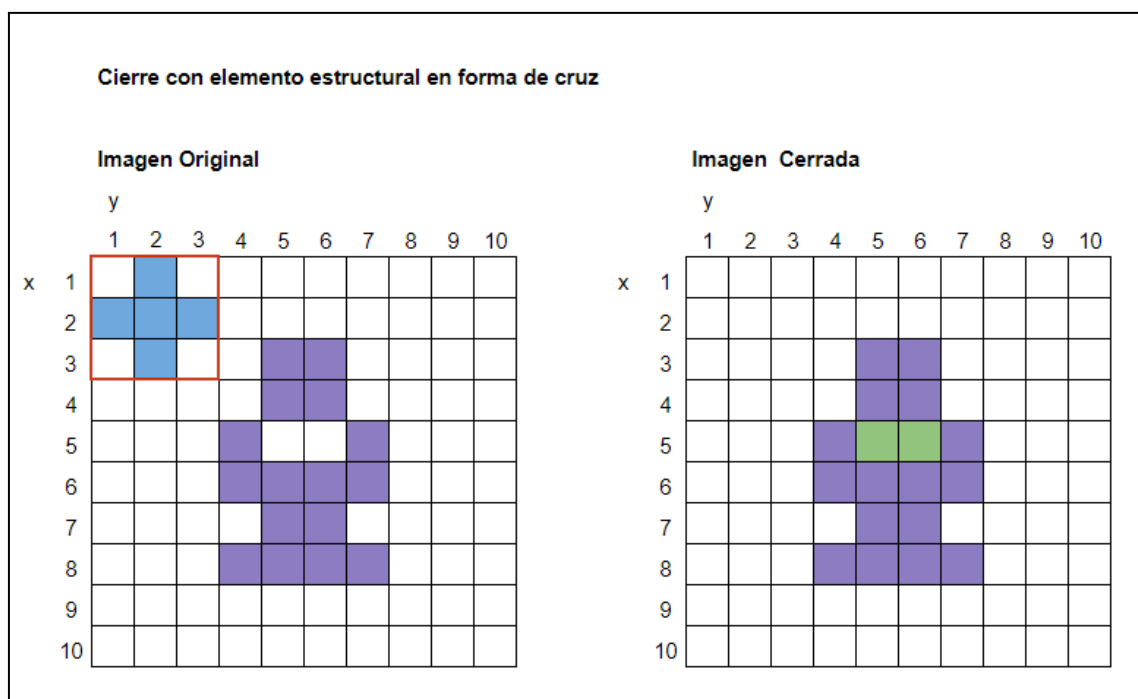 Cierre con elemento estructural en forma de cruz
Imagen Original Imagen Cerrada
y y
1 2 3 4 5 6 7 8 9 10 1 2 3 4 5 6 7 8 9 10
x 1 x 1
2 2
3 3
4 4
5 5
6 6
7 7
8 8
9 9
10 10